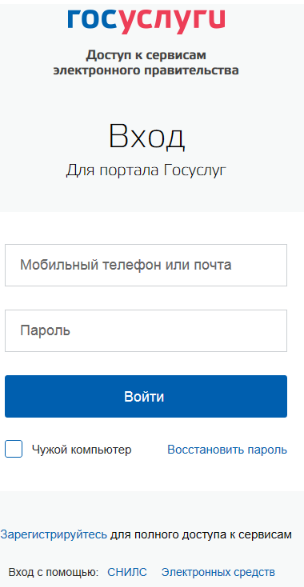 госуслуги
Доступ к сервисам
электронного правительства
Вход
Для портала Госуслуг
Мобильный телефон или почта
Пароль
Войти
Чужой компьютер Восстановить пароль
Зарегистрируйтесь для полного доступа к сервисам
Вход с помощью: СНИЛС Электронных средств